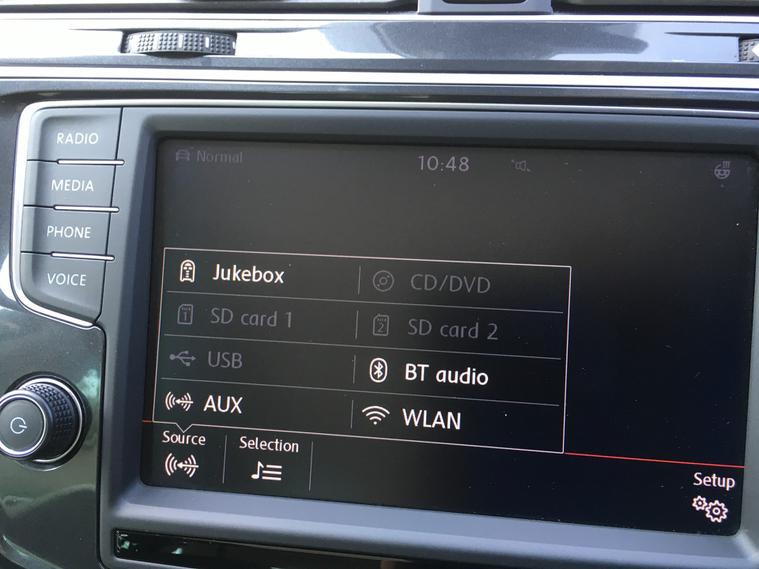 RADIO
MEDIA
PHONE
VOICE
Normal
10:48
Jukebox
CD/DVD
SD card 1
SD card 2
USB
BT audio
AUX
WLAN
Source
Selection
Setup